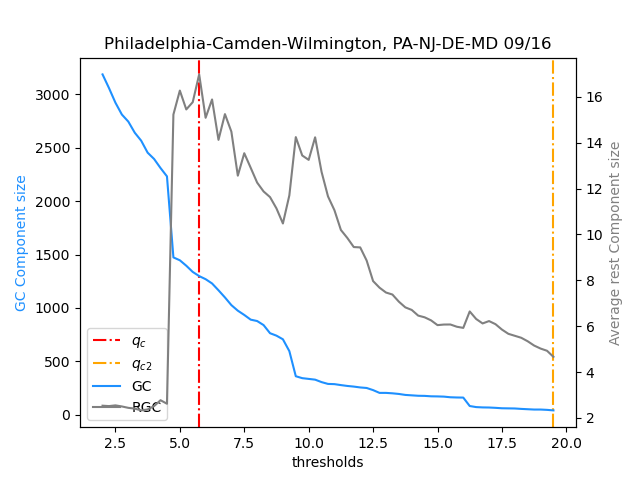 Philadelphia-Camden-Wilmington, PA-NJ-DE-MD 09/16
GC Component size
3000
2500
2000
1500
1000
500
0
16
14
12
10
8
6
4
2
Average rest Component size
q_c
q_{c2}
GC
RGC
2.5 5.0 7.5 10.0 12.5 15.0 17.5 20.0
thresholds